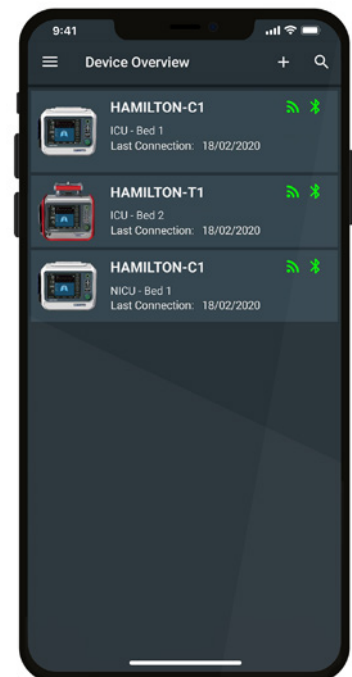 9:41
Device Overview
HAMILTON-C1
ICU - Bed 1
Last Connection: 18/02/2020
HAMILTON-T1
ICU - Bed 2
Last Connection: 18/02/2020
HAMILTON-C1
NICU - Bed 1
Last Connection: 18/02/2020